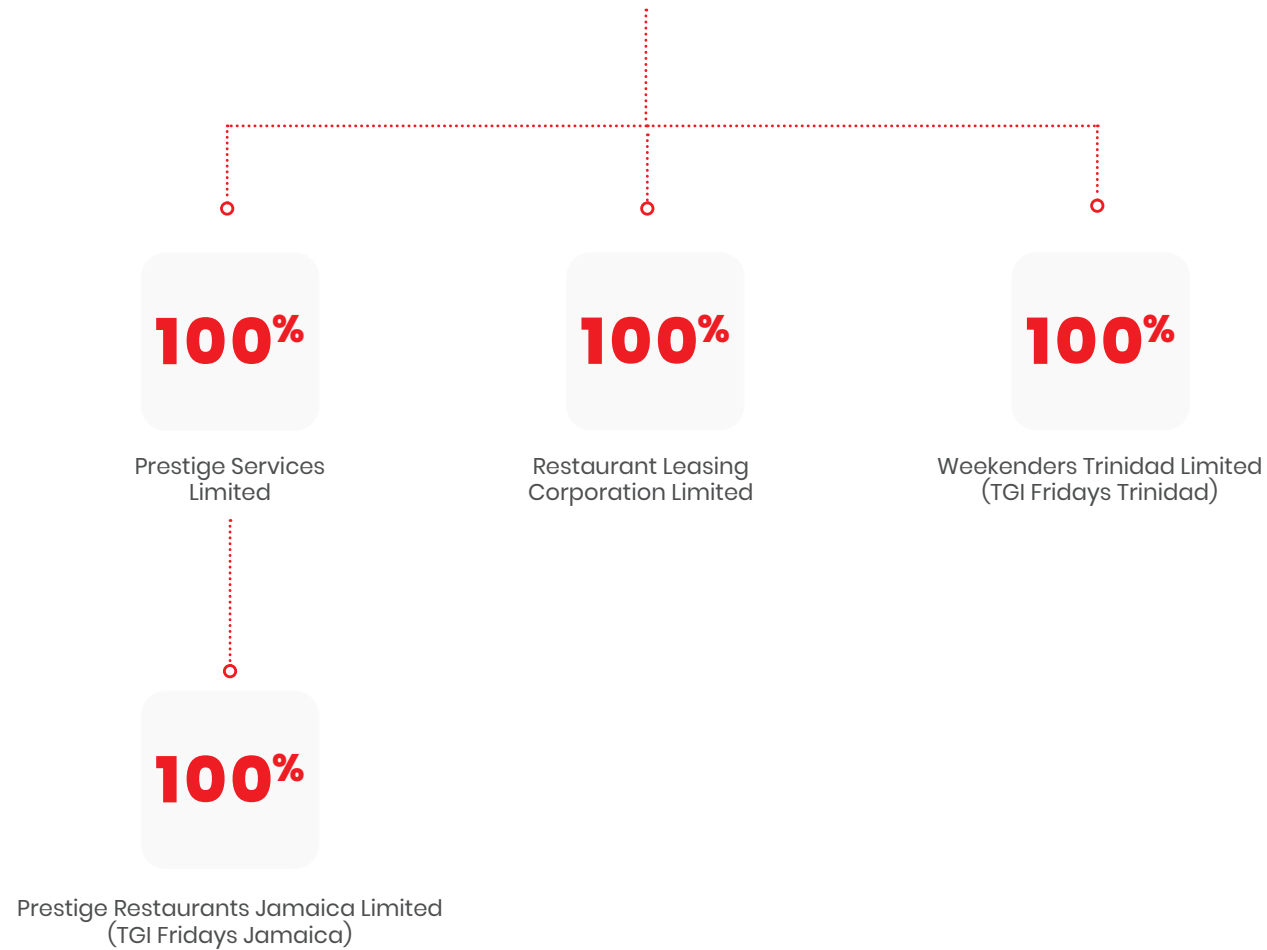 100%
Prestige Services
Limited
100%
Restaurant Leasing
Corporation Limited
100%
Weekenders Trinidad Limited
(TGI Fridays Trinidad)
100%
Prestige Restaurants Jamaica Limited
(TGI Fridays Jamaica)